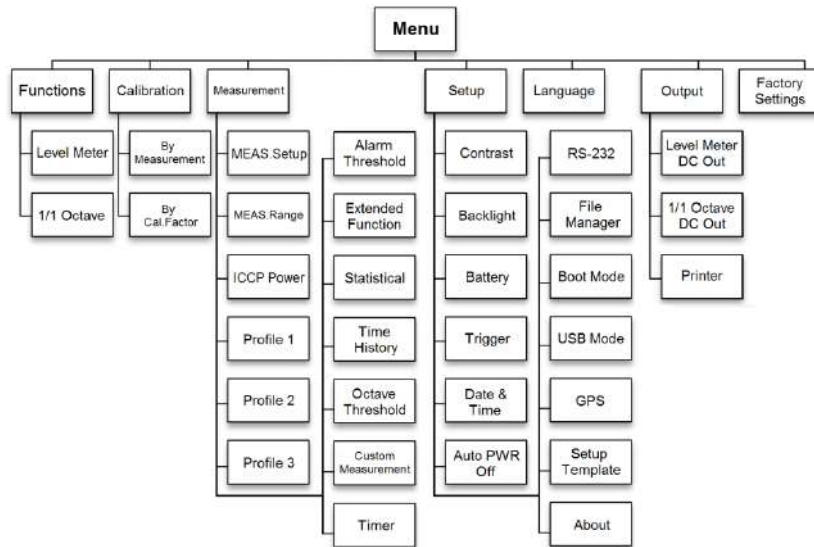 Menu
Functions
Calibration
Measurement
Setup
Language
Output
Factory
Settings
Level Meter
1/1 Octave
By
Measurement
By
Cal.Factor
MEAS.Setup
MEAS.Range
ICCP Power
Profile 1
Profile 2
Profile 3
Alarm
Threshold
Extended
Function
Statistical
Time
History
Octave
Threshold
Custom
Measurement
Timer
Contrast
Backlight
Battery
Trigger
Date &
Time
Auto PWR
Off
RS-232
File
Manager
Boot Mode
USB Mode
GPS
Setup
Template
About
Level Meter
DC Out
1/1 Octave
DC Out
Printer